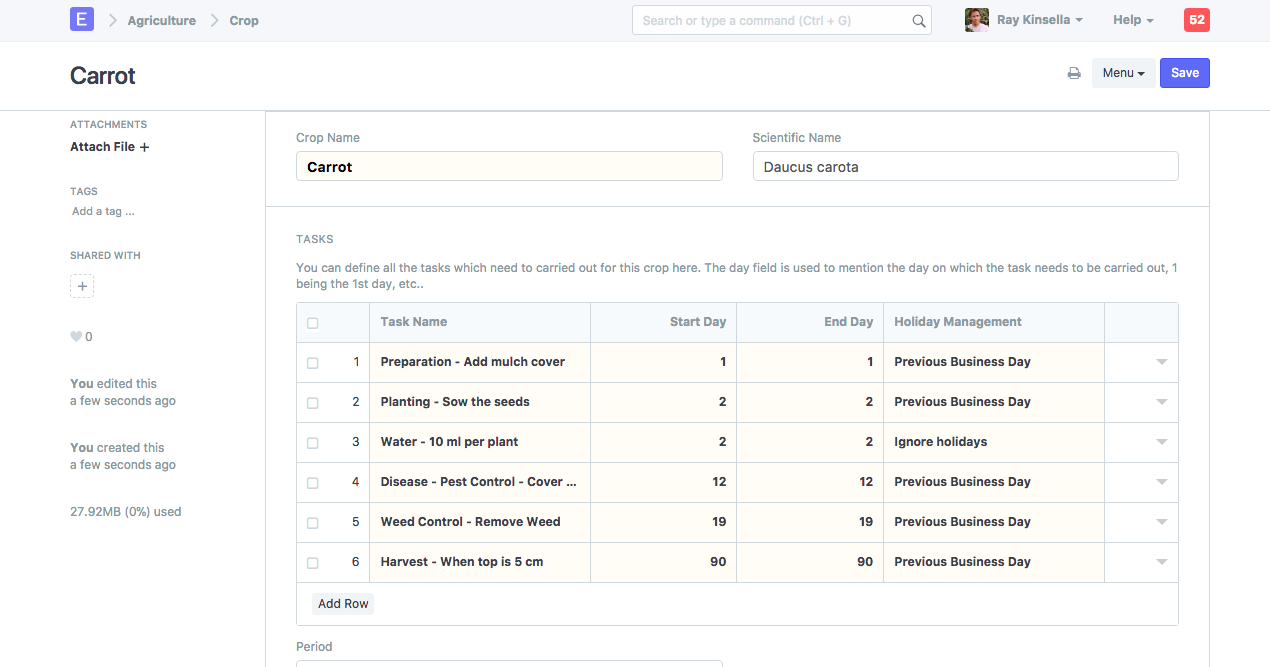 E Agriculture Crop Search or type a command (Ctrl + G) Ray Kinsella Help 52
Carrot Menu Save
ATTACHMENTS
Attach File +
TAGS
Add a tag ...
SHARED WITH
+
0
You edited this
a few seconds ago
You created this
a few seconds ago
27.92MB (0%) used
Crop Name Scientific Name
Carrot Daucus carota
TASKS
You can define all the tasks which need to carried out for this crop here. The day field is used to mention the day on which the task needs to be carried out, 1
being the 1st day, etc..
Task Name Start Day End Day Holiday Management
1 Preparation - Add mulch cover 1 1 Previous Business Day
2 Planting - Sow the seeds 2 2 Previous Business Day
3 Water - 10 ml per plant 2 2 Ignore holidays
4 Disease - Pest Control - Cover ... 12 12 Previous Business Day
5 Weed Control - Remove Weed 19 19 Previous Business Day
6 Harvest - When top is 5 cm 90 90 Previous Business Day
Add Row
Period